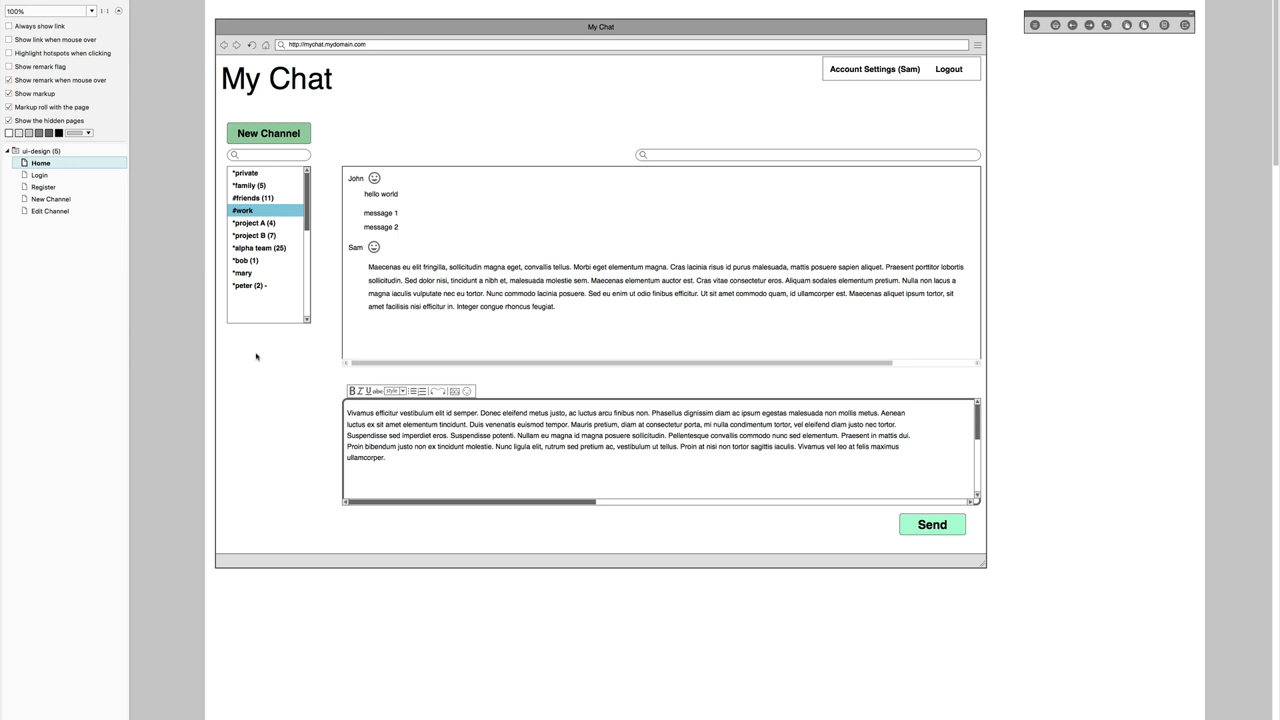 100%
1:1
Always show link
Show link when mouse over
Highlight hotspots when clicking
Show remark flag
Show remark when mouse over
Show markup
Markup roll with the page
Show the hidden pages
ui-design (5)
Home
Login
Register
New Channel
Edit Channel
My Chat
http://mychat.mydomain.com
My Chat
Account Settings (Sam) Logout
New Channel
*private
*family (5)
#friends (11)
#work
*project A (4)
*project B (7)
*alpha team (25)
*bob (1)
*mary
*peter (2) -
John
hello world
message 1
message 2
Sam
Maecenas eu elit fringilla, sollicitudin magna eget, convallis tellus. Morbi eget elementum magna. Cras lacinia risus id purus malesuada, mattis posuere sapien aliquet. Praesent porttitor lobortis
sollicitudin. Sed dolor nisi, tincidunt a nibh et, malesuada molestie sem. Maecenas elementum auctor est. Cras vitae consectetur eros. Aliquam sodales elementum pretium. Nulla non lacus a
magna iaculis vulputate nec eu tortor. Nunc commodo lacinia posuere. Sed eu enim ut odio finibus efficitur. Ut sit amet commodo quam, id ullamcorper est. Maecenas aliquet ipsum tortor, sit
amet facilisis nisi efficitur in. Integer congue rhoncus feugiat.
B I U abc style
Vivamus efficitur vestibulum elit id semper. Donec eleifend metus justo, ac luctus arcu finibus non. Phasellus dignissim diam ac ipsum egestas malesuada non mollis metus. Aenean
luctus ex sit amet elementum tincidunt. Duis venenatis euismod tempor. Mauris pretium, diam at consectetur porta, mi nulla condimentum tortor, vel eleifend diam justo nec tortor.
Suspendisse sed imperdiet eros. Suspendisse potenti. Nullam eu magna id magna posuere sollicitudin. Pellentesque convallis commodo nunc sed elementum. Praesent in mattis dui.
Proin bibendum justo non ex tincidunt molestie. Nunc ligula elit, rutrum sed pretium ac, vestibulum ut tellus. Proin at nisi non tortor sagittis iaculis. Vivamus vel leo at felis maximus
ullamcorper.
Send